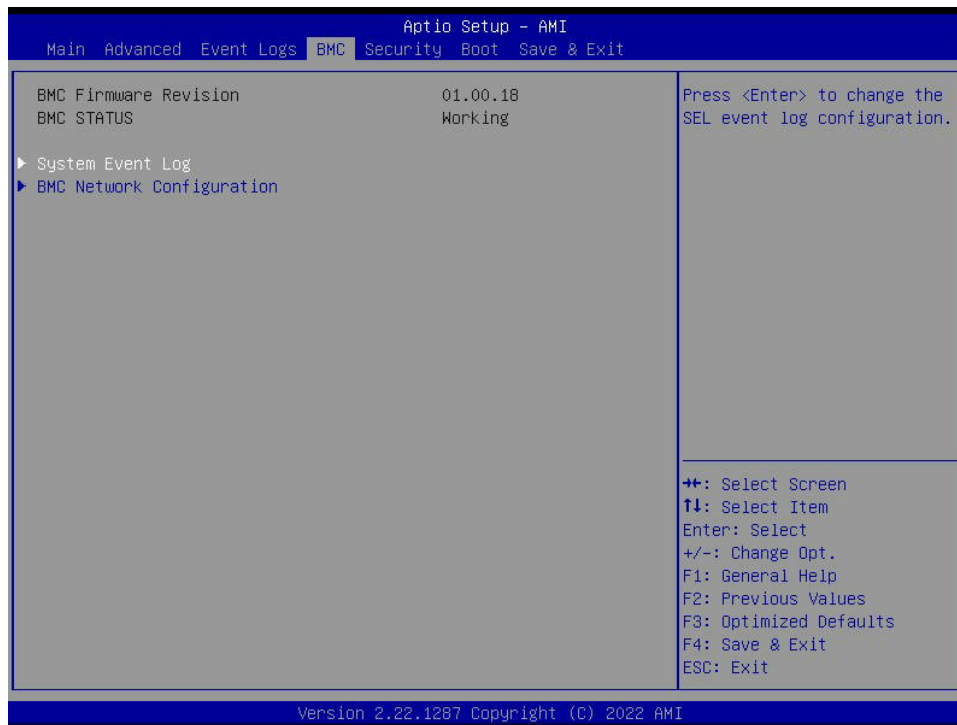 Aptio Setup - AMI
Main Advanced Event Logs BMC Security Boot Save & Exit
BMC Firmware Revision 01.00.18
BMC STATUS Working
▶ System Event Log
▶ BMC Network Configuration
Press <Enter> to change the
SEL event log configuration.
→←: Select Screen
↑↓: Select Item
Enter: Select
+/-: Change Opt.
F1: General Help
F2: Previous Values
F3: Optimized Defaults
F4: Save & Exit
ESC: Exit
Version 2.22.1287 Copyright (C) 2022 AMI